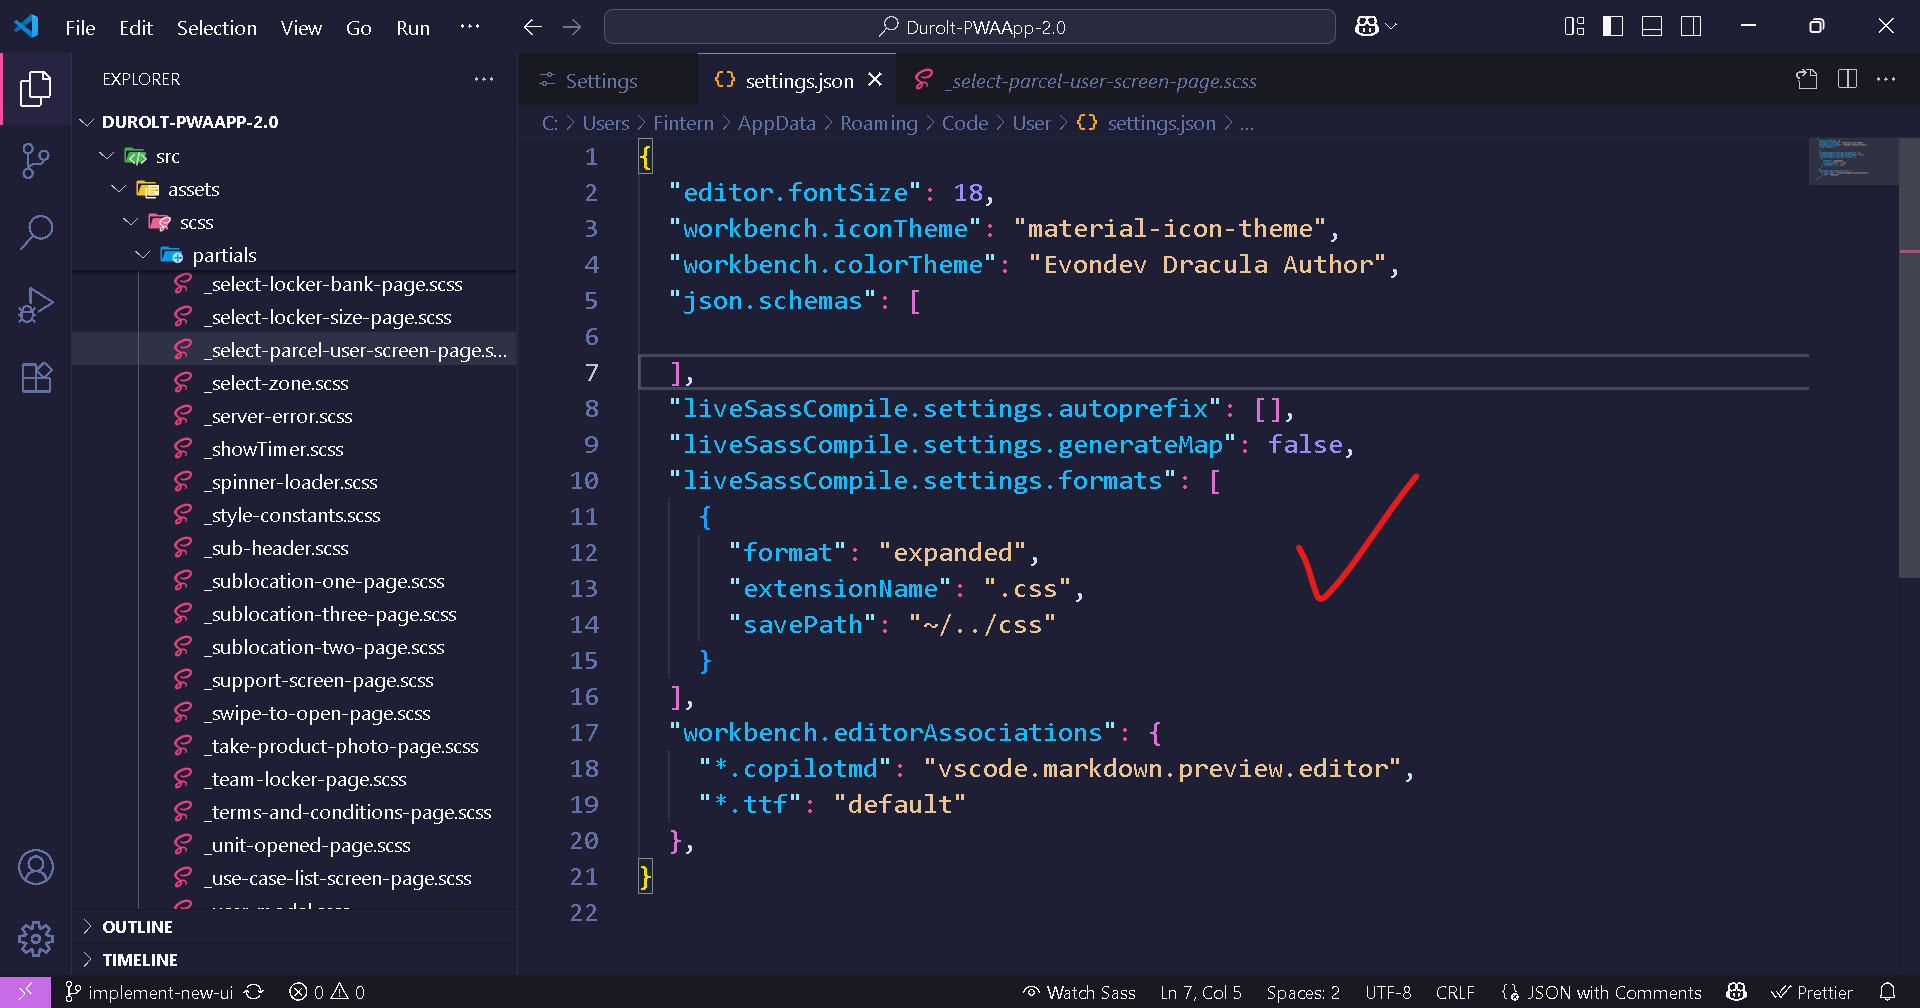 File Edit Selection View Go Run ···
Durolt-PWAApp-2.0
EXPLORER
DUROLT-PWAAPP-2.0
src
assets
scss
partials
_select-locker-bank-page.scss
_select-locker-size-page.scss
_select-parcel-user-screen-page.s...
_select-zone.scss
_server-error.scss
_showTimer.scss
_spinner-loader.scss
_style-constants.scss
_sub-header.scss
_sublocation-one-page.scss
_sublocation-three-page.scss
_sublocation-two-page.scss
_support-screen-page.scss
_swipe-to-open-page.scss
_take-product-photo-page.scss
_team-locker-page.scss
_terms-and-conditions-page.scss
_unit-opened-page.scss
_use-case-list-screen-page.scss
OUTLINE
TIMELINE
Settings
{} settings.json
_select-parcel-user-screen-page.scss
C: > Users > Fintern > AppData > Roaming > Code > User > {} settings.json > ...
1 {
2 "editor.fontSize": 18,
3 "workbench.iconTheme": "material-icon-theme",
4 "workbench.colorTheme": "Evondev Dracula Author",
5 "json.schemas": [
6
7 ],
8 "liveSassCompile.settings.autoprefix": [],
9 "liveSassCompile.settings.generateMap": false,
10 "liveSassCompile.settings.formats": [
11 {
12 "format": "expanded",
13 "extensionName": ".css",
14 "savePath": "~/../css"
15 }
16 ],
17 "workbench.editorAssociations": {
18 "*.copilotmd": "vscode.markdown.preview.editor",
19 "*.ttf": "default"
20 },
21 }
22
implement-new-ui 0 0 Watch Sass Ln 7, Col 5 Spaces: 2 UTF-8 CRLF JSON with Comments Prettier